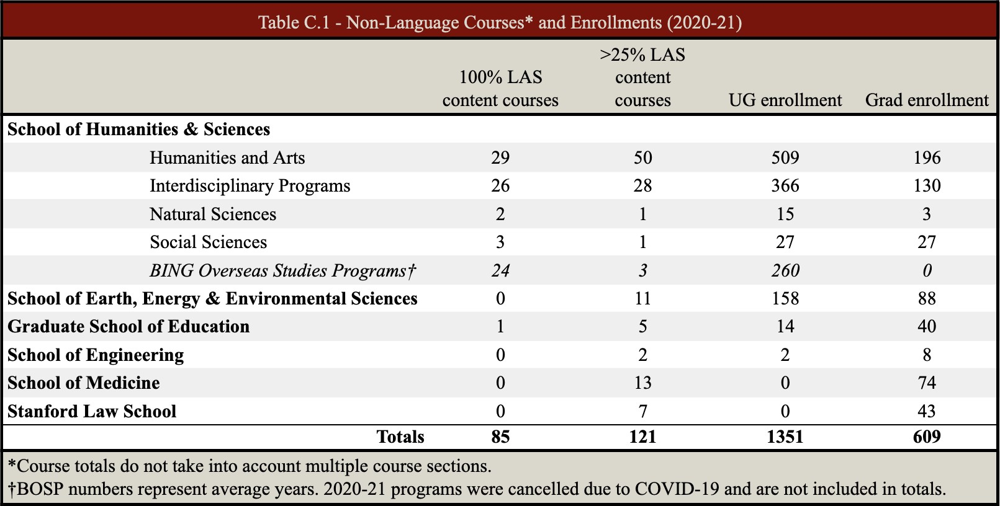 Table C.1 - Non-Language Courses* and Enrollments (2020-21)
100% LAS content courses >25% LAS content courses UG enrollment Grad enrollment
School of Humanities & Sciences
Humanities and Arts 29 50 509 196
Interdisciplinary Programs 26 28 366 130
Natural Sciences 2 1 15 3
Social Sciences 3 1 27 27
BING Overseas Studies Programs† 24 3 260 0
School of Earth, Energy & Environmental Sciences 0 11 158 88
Graduate School of Education 1 5 14 40
School of Engineering 0 2 2 8
School of Medicine 0 13 0 74
Stanford Law School 0 7 0 43
Totals 85 121 1351 609
*Course totals do not take into account multiple course sections.
†BOSP numbers represent average years. 2020-21 programs were cancelled due to COVID-19 and are not included in totals.